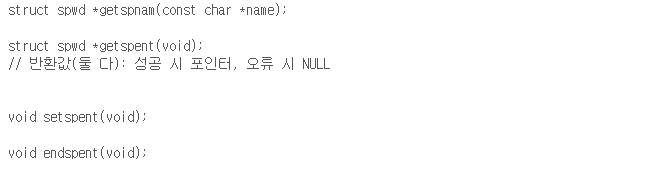 struct spwd *getspnam(const char *name);
struct spwd *getspent(void);
// 반환값(둘 다): 성공 시 포인터, 오류 시 NULL
void setspent(void);
void endspent(void);